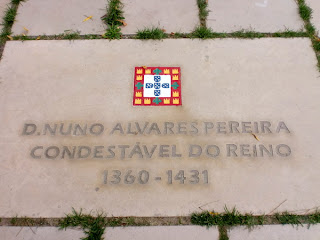 D. NUNO ALVARES PEREIRA
CONDESTÁVEL DO REINO
1360-1431